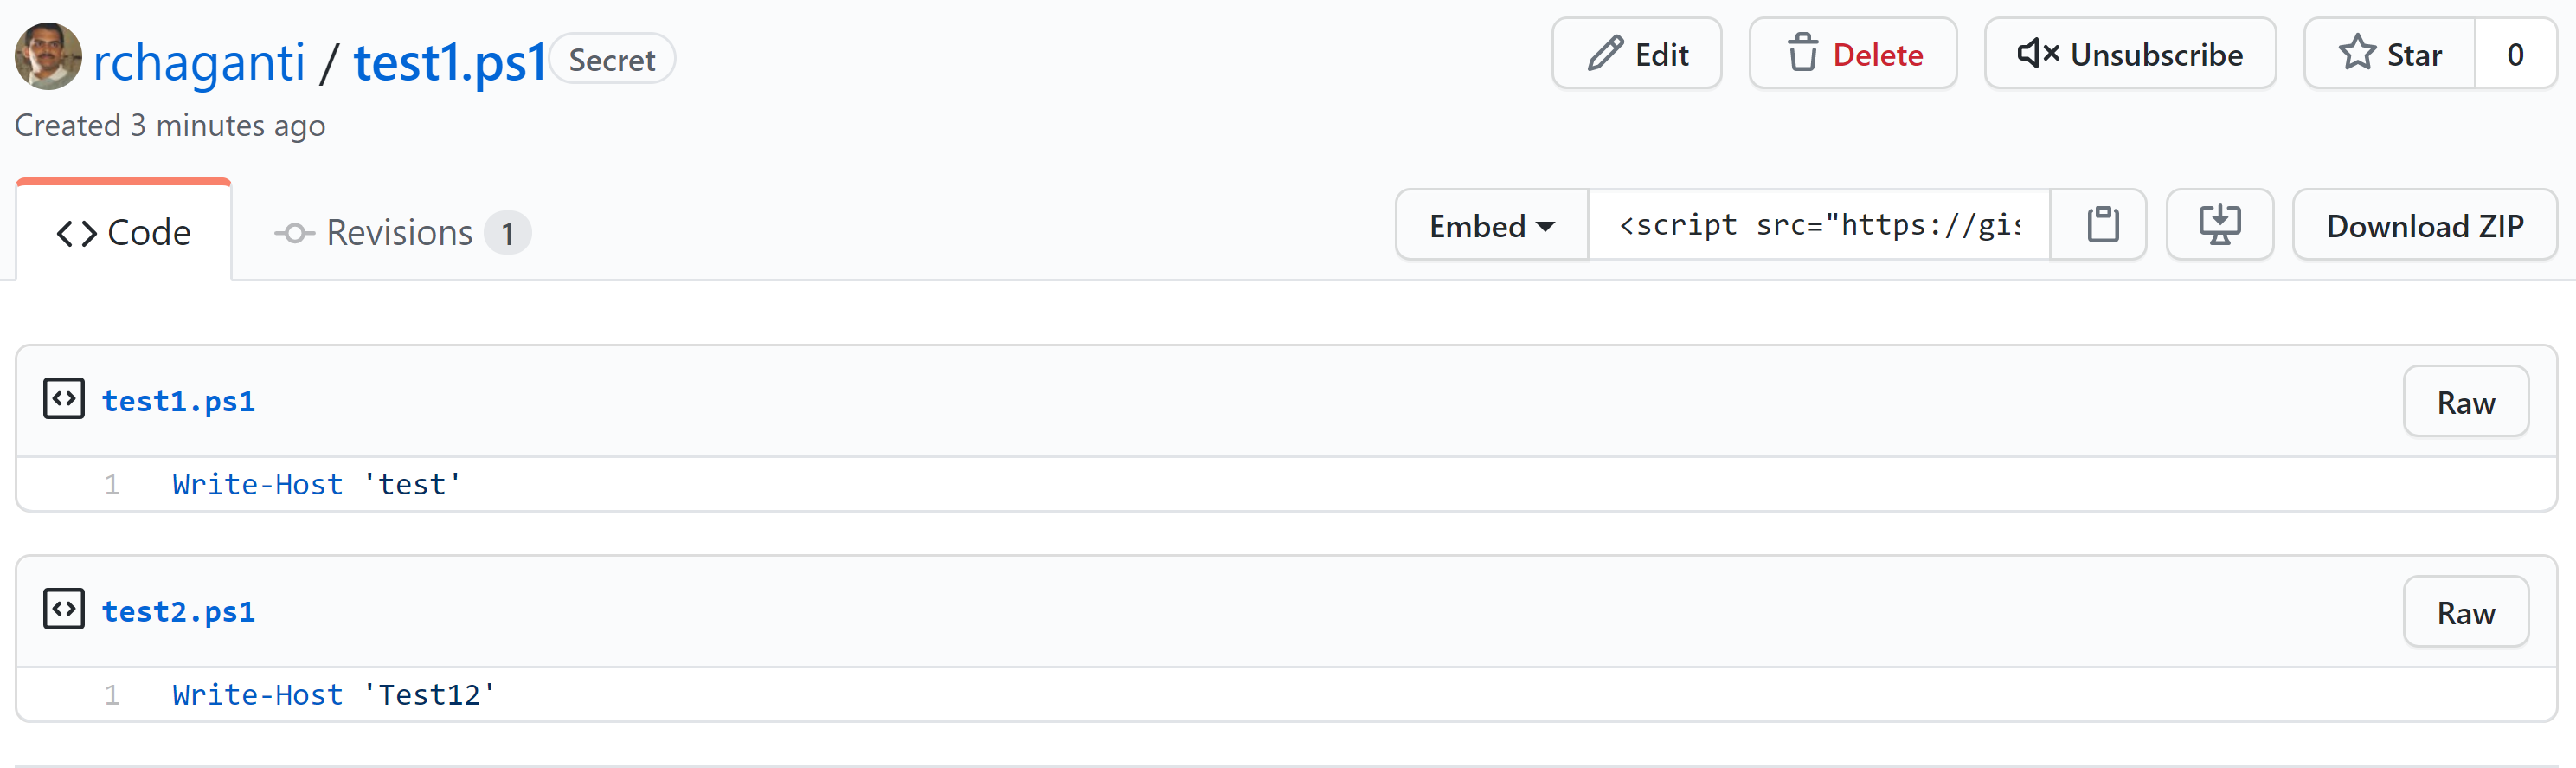 rchaganti / test1.ps1 Secret
Edit Delete Unsubscribe Star 0
Created 3 minutes ago
Code Revisions 1
Embed <script src="https://gis Download ZIP
test1.ps1 Raw
1 Write-Host 'test'
test2.ps1 Raw
1 Write-Host 'Test12'